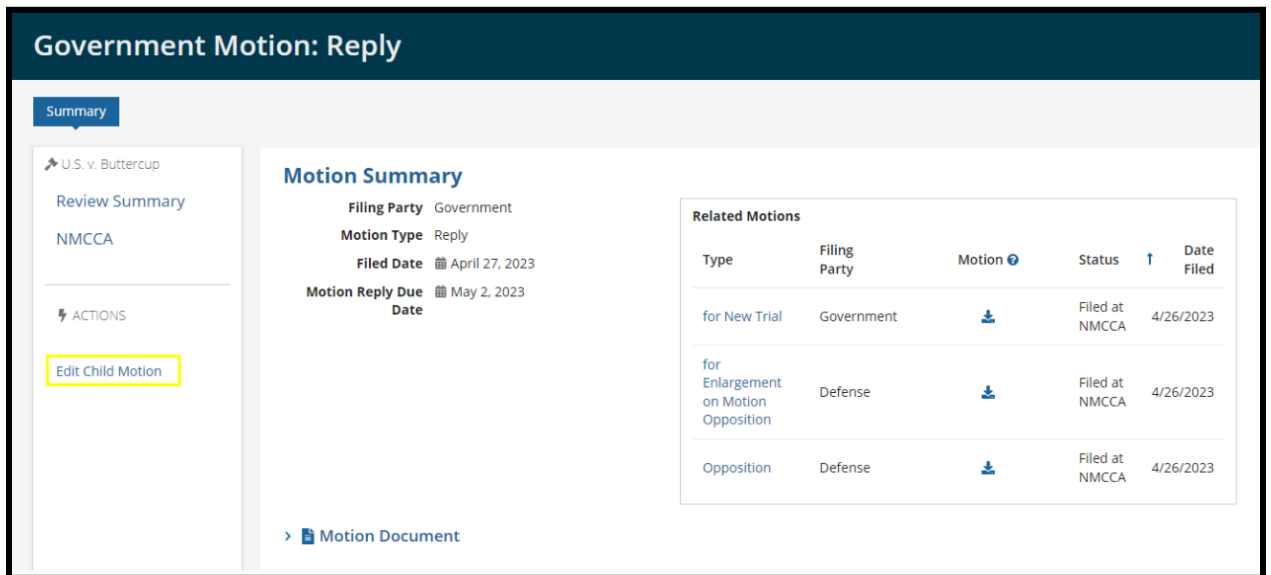 Government Motion: Reply
Summary
U.S. v. Buttercup
Review Summary
NMCCA
ACTIONS
Edit Child Motion
Motion Summary
Filing Party Government
Motion Type Reply
Filed Date April 27, 2023
Motion Reply Due May 2, 2023
Date
Related Motions
Type Filing Party Motion Status Date Filed
for New Trial Government Filed at NMCCA 4/26/2023
for Enlargement on Motion Opposition Defense Filed at NMCCA 4/26/2023
Opposition Defense Filed at NMCCA 4/26/2023
Motion Document